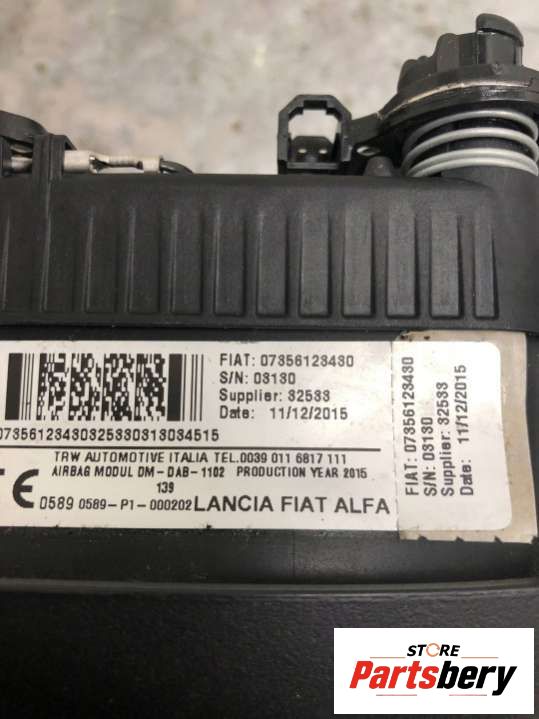 FIAT: 07356123430
S/N: 03130
Supplier: 32533
Date: 11/12/2015
07356123430325330313034515
TRW AUTOMOTIVE ITALIA TEL.0039 011 6817 111
AIRBAG MODUL DM-DAB-1102 PRODUCTION YEAR 2015
139
CE 0589 0589-P1-000202 LANCIA FIAT ALFA
FIAT: 07356123430
S/N: 03130
Supplier: 32533
Date: 11/12/2015
STORE
Partsbery